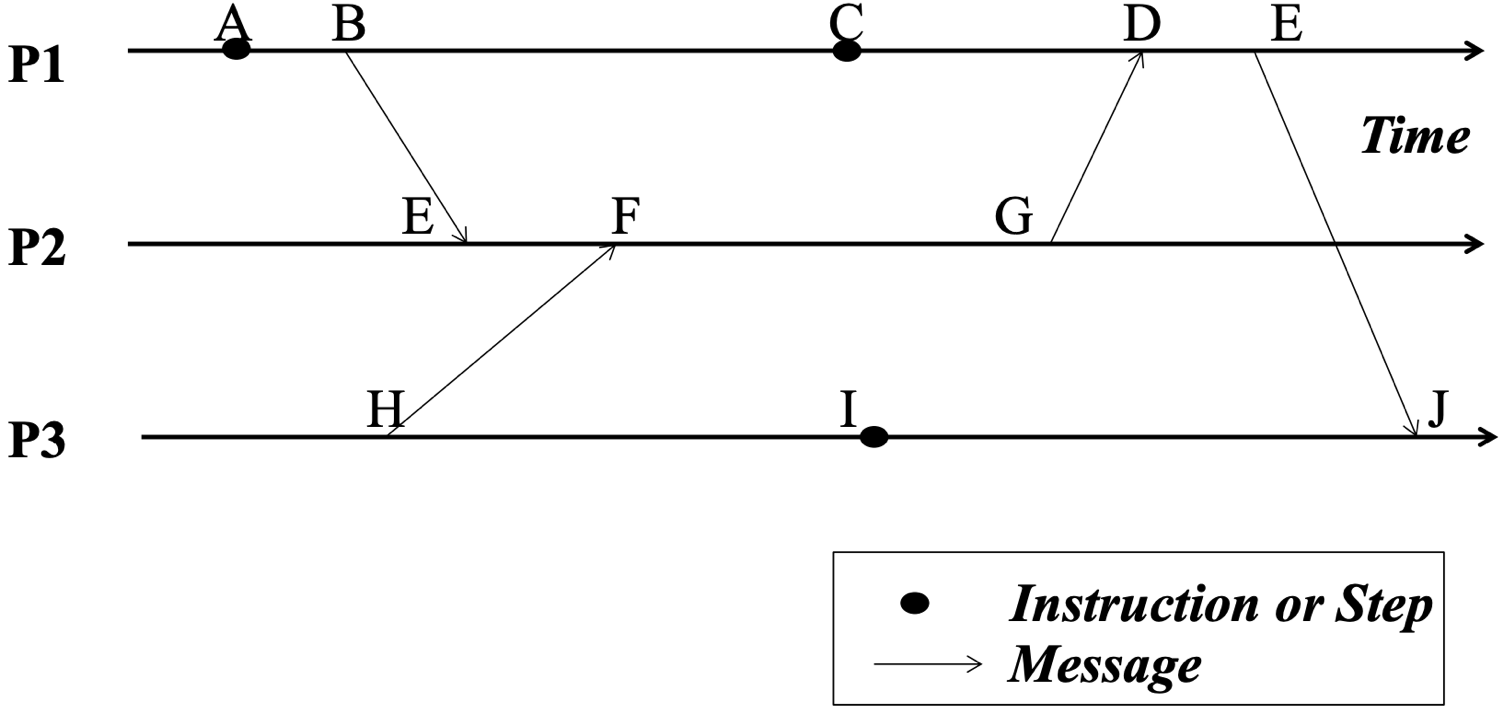 A B C D E
P1
Time
E F G
P2
H I J
P3
Instruction or Step
Message